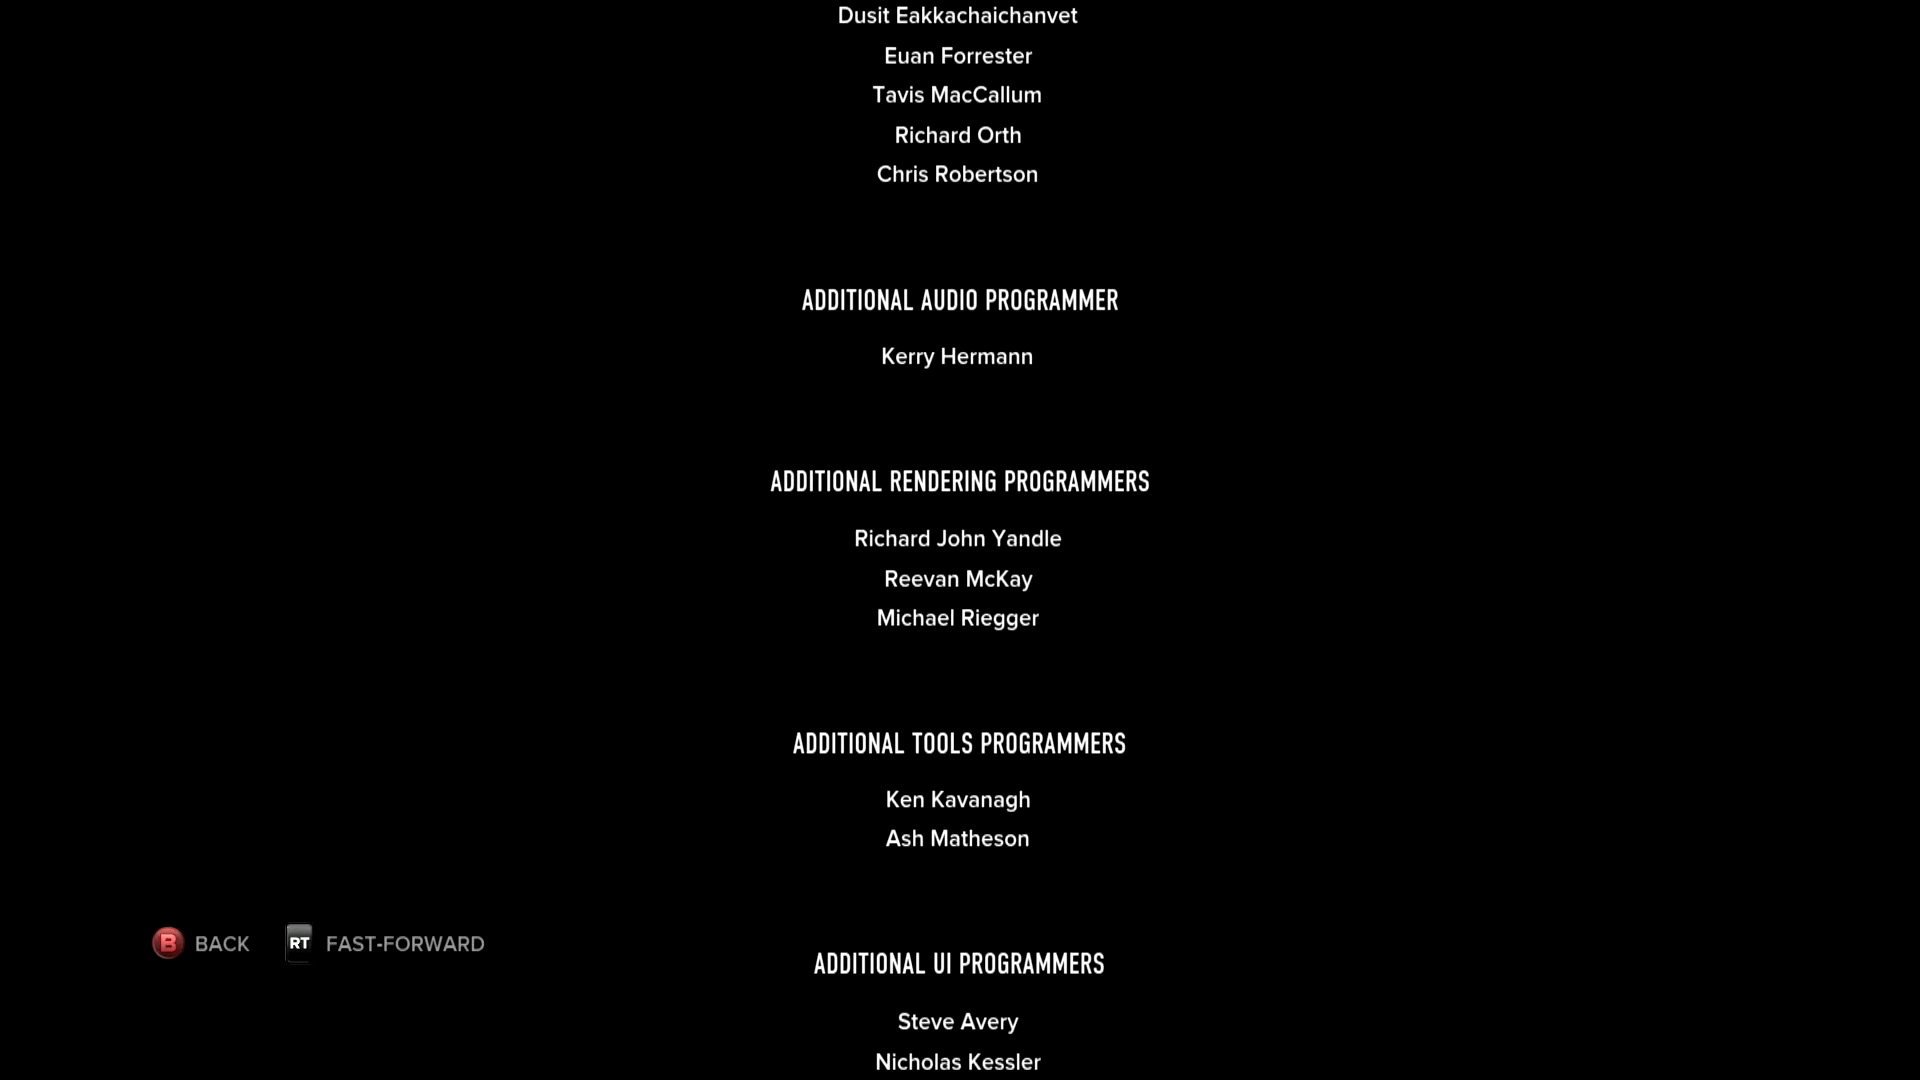 Dusit Eakkachaichanvet
Euan Forrester
Tavis MacCallum
Richard Orth
Chris Robertson
ADDITIONAL AUDIO PROGRAMMER
Kerry Hermann
ADDITIONAL RENDERING PROGRAMMERS
Richard John Yandle
Reevan McKay
Michael Riegger
ADDITIONAL TOOLS PROGRAMMERS
Ken Kavanagh
Ash Matheson
B BACK RT FAST-FORWARD
ADDITIONAL UI PROGRAMMERS
Steve Avery
Nicholas Kessler